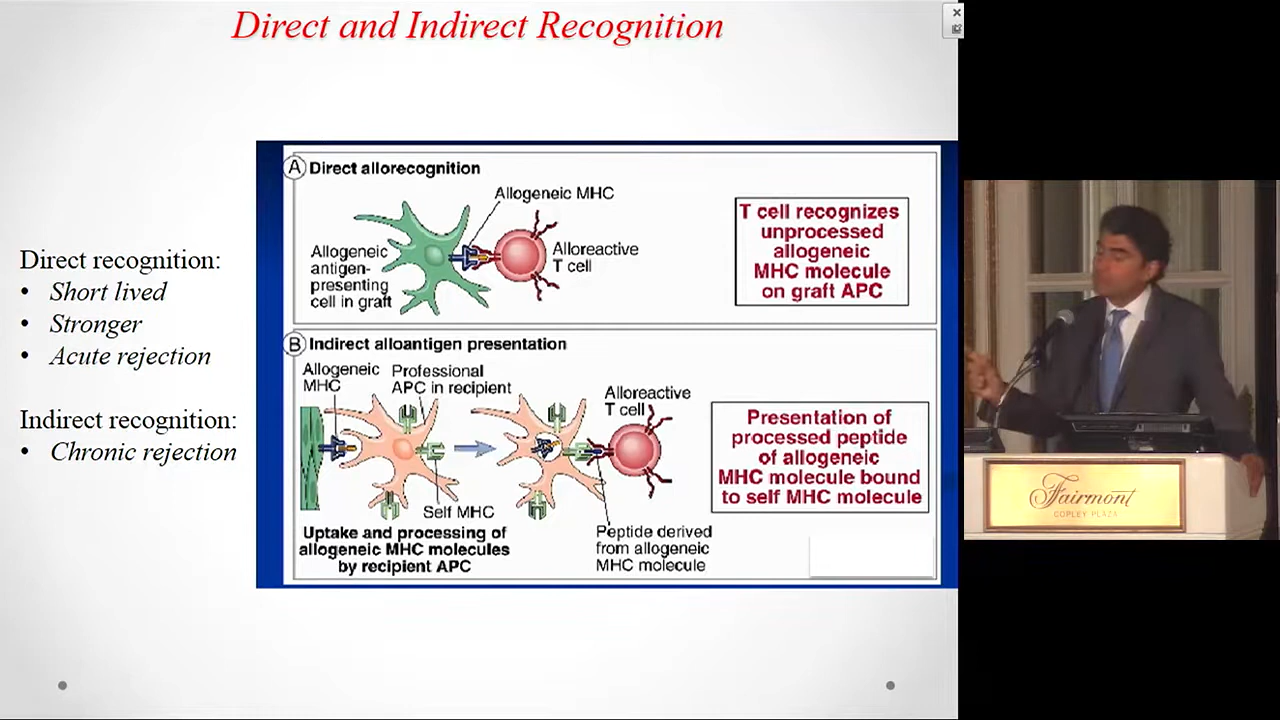 Direct and Indirect Recognition
Direct recognition:
• Short lived
• Stronger
• Acute rejection
Indirect recognition:
• Chronic rejection
A Direct allorecognition
Allogeneic MHC
Allogeneic
antigen-
presenting
cell in graft
Alloreactive
T cell
T cell recognizes
unprocessed
allogeneic
MHC molecule
on graft APC
B Indirect alloantigen presentation
Allogeneic
MHC
Professional
APC in recipient
Self MHC
Uptake and processing of
allogeneic MHC molecules
by recipient APC
Alloreactive
T cell
Peptide derived
from allogeneic
MHC molecule
Presentation of
processed peptide
of allogeneic
MHC molecule bound
to self MHC molecule
Fairmont
COPLEY PLAZA